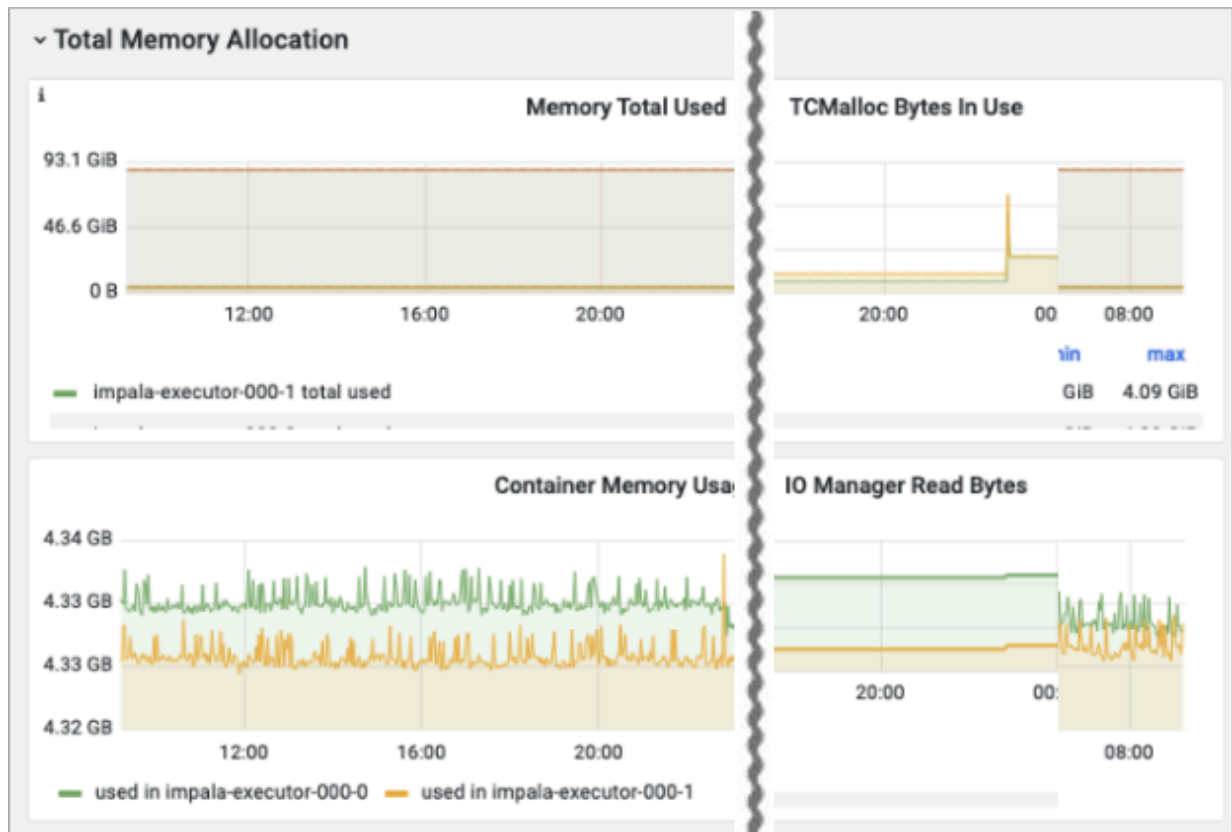 Total Memory Allocation
i
Memory Total Used
93.1 GiB
46.6 GiB
0 B
12:00 16:00 20:00
impala-executor-000-1 total used
TCMalloc Bytes In Use
20:00 00: 08:00
max
GiB 4.09 GiB
Container Memory
4.34 GB
4.33 GB
4.33 GB
4.32 GB
12:00 16:00 20:00
used in impala-executor-000-0 used in impala-executor-000-1
IO Manager Read Bytes
20:00 00:
08:00